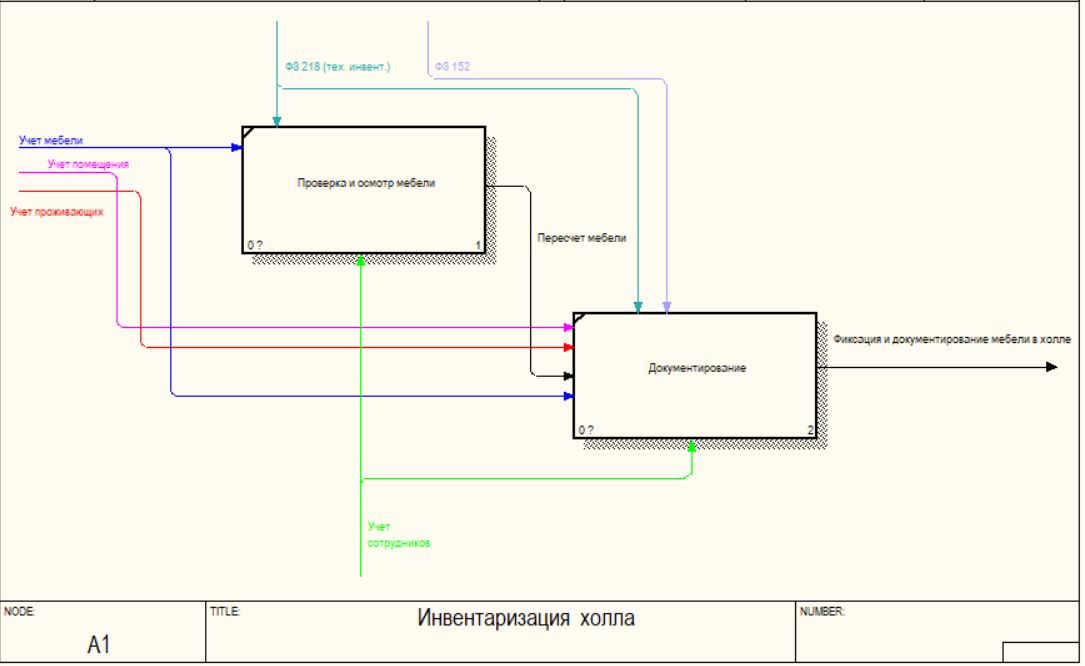 ФЗ 218 (тех. инвент.)
ФЗ 152
Учет мебели
Учет помещения
Учет проживающих
Проверка и осмотр мебели
0 ?
1
Пересчет мебели
Документирование
0 ?
2
Фиксация и документирование мебели в холле
Учет
сотрудников
NODE:
A1
TITLE:
Инвентаризация холла
NUMBER: